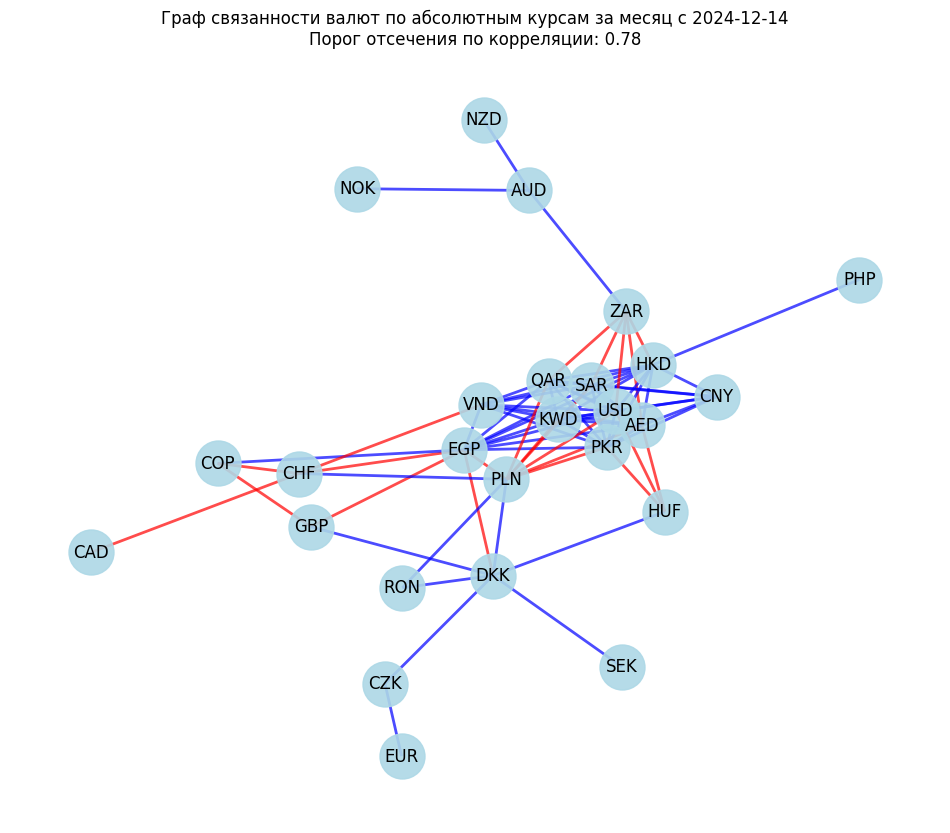 Граф связанности валют по абсолютным курсам за месяц с 2024-12-14
Порог отсечения по корреляции: 0.78
NZD
NOK
AUD
PHP
ZAR
HKD
QAR
SAR
CNY
VND
USD
KWD
AED
EGP
PKR
COP
CHF
PLN
HUF
GBP
CAD
DKK
RON
SEK
CZK
EUR